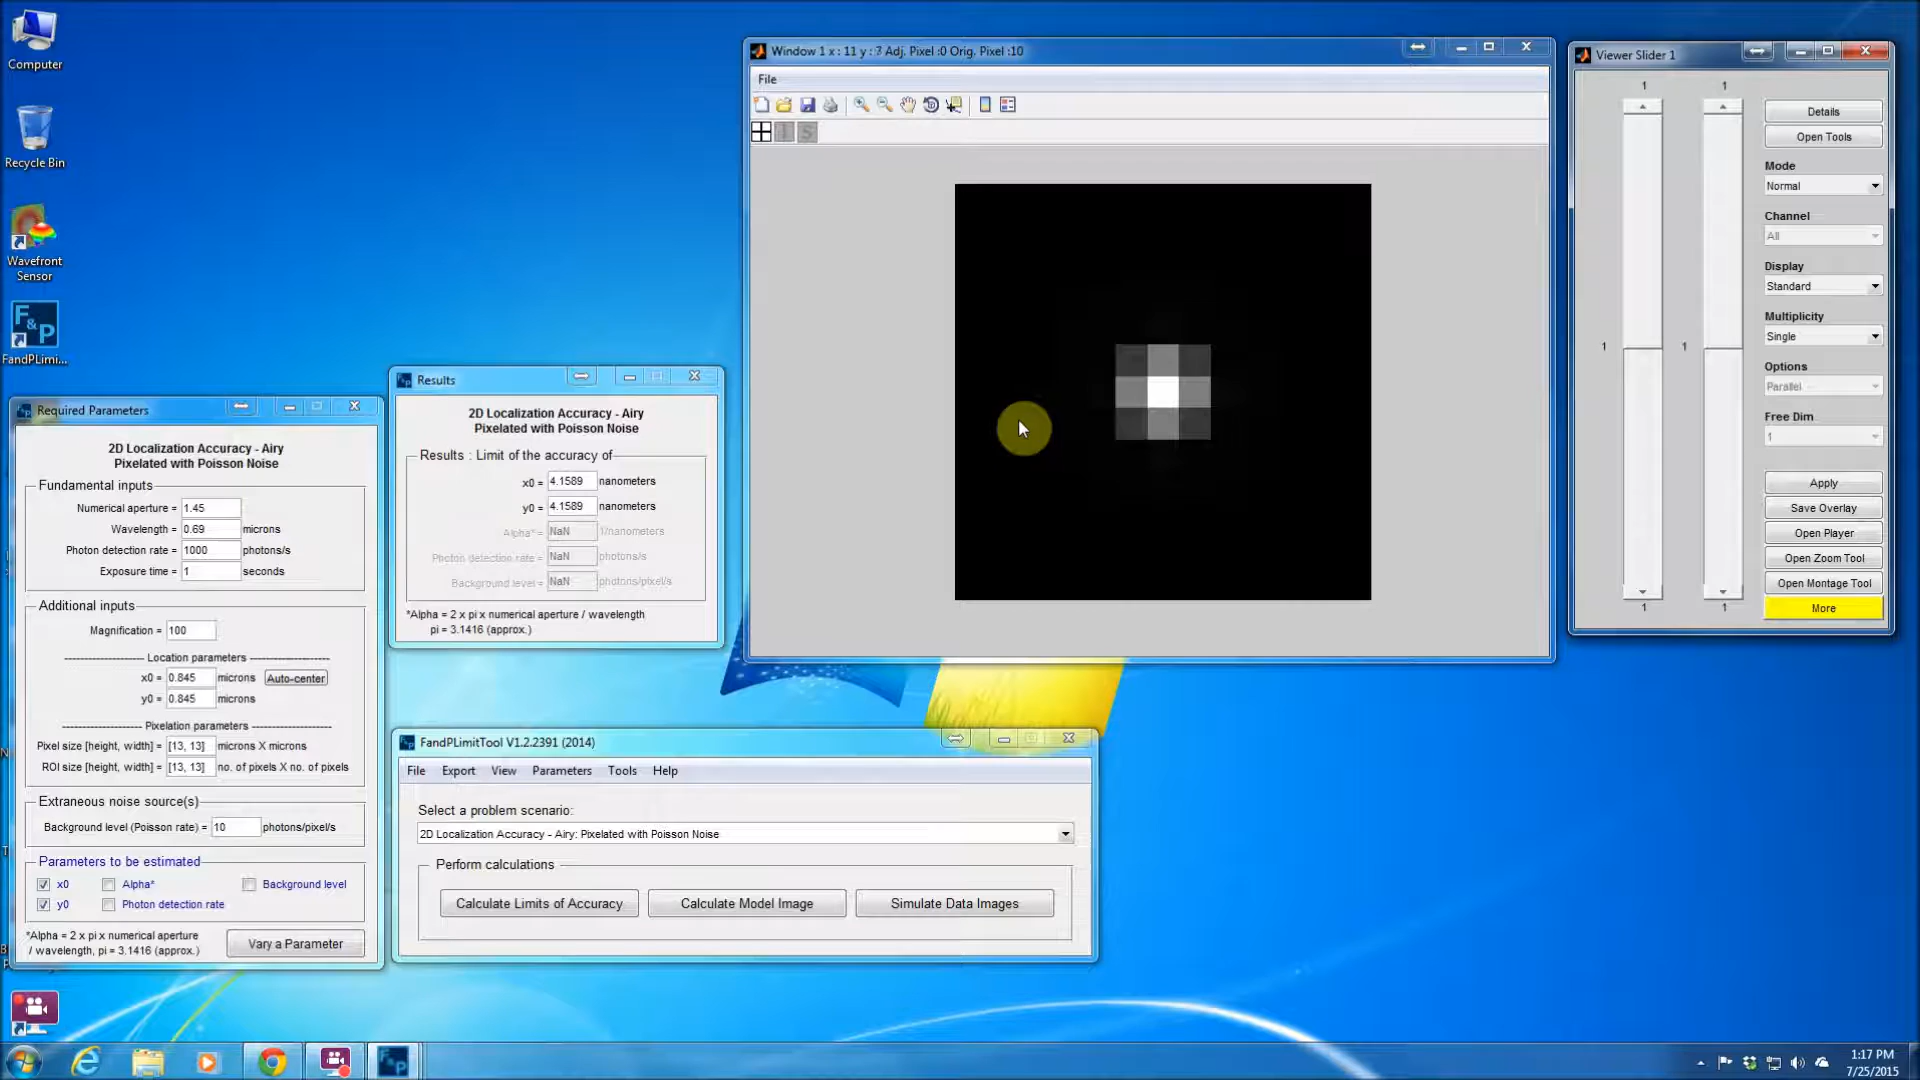 Computer
Recycle Bin
Wavefront
Sensor
F&P
FandPLimi...
Window 1 x : 11 y : 7 Adj. Pixel :0 Orig. Pixel :10
File
Viewer Slider 1
1
1
Details
Open Tools
Mode
Normal
Channel
All
Display
Standard
Multiplicity
Single
1
1
Options
Parallel
Free Dim
1
Apply
Save Overlay
Open Player
Open Zoom Tool
Open Montage Tool
1
1
More
Results
2D Localization Accuracy - Airy
Pixelated with Poisson Noise
Results : Limit of the accuracy of
x0 = 4.1589 nanometers
y0 = 4.1589 nanometers
Alpha* = NaN 1/nanometers
Photon detection rate = NaN photons/s
Background level = NaN photons/pixel/s
*Alpha = 2 x pi x numerical aperture / wavelength
pi = 3.1416 (approx.)
Required Parameters
2D Localization Accuracy - Airy
Pixelated with Poisson Noise
Fundamental inputs
Numerical aperture = 1.45
Wavelength = 0.69 microns
Photon detection rate = 1000 photons/s
Exposure time = 1 seconds
Additional inputs
Magnification = 100
Location parameters
x0 = 0.845 microns Auto-center
y0 = 0.845 microns
Pixelation parameters
Pixel size [height, width] = [13, 13] microns X microns
ROI size [height, width] = [13, 13] no. of pixels X no. of pixels
Extraneous noise source(s)
Background level (Poisson rate) = 10 photons/pixel/s
Parameters to be estimated
x0 Alpha* Background level
y0 Photon detection rate
*Alpha = 2 x pi x numerical aperture
/ wavelength, pi = 3.1416 (approx.)
Vary a Parameter
FandPLimitTool V1.2.2391 (2014)
File Export View Parameters Tools Help
Select a problem scenario:
2D Localization Accuracy - Airy: Pixelated with Poisson Noise
Perform calculations
Calculate Limits of Accuracy Calculate Model Image Simulate Data Images
1:17 PM
7/25/2015